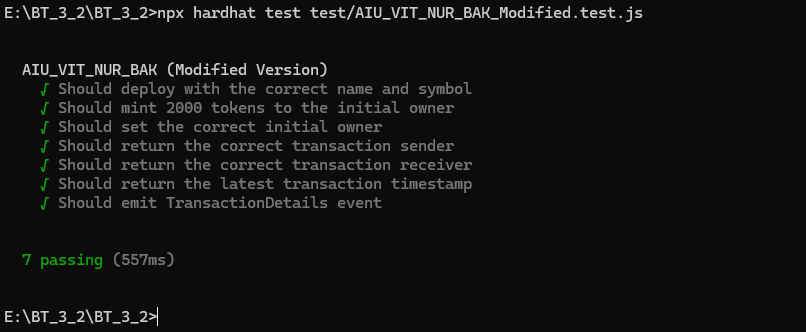 E:\BT_3_2\BT_3_2>npx hardhat test test/AIU_VIT_NUR_BAK_Modified.test.js
AIU_VIT_NUR_BAK (Modified Version)
√ Should deploy with the correct name and symbol
√ Should mint 2000 tokens to the initial owner
√ Should set the correct initial owner
√ Should return the correct transaction sender
√ Should return the correct transaction receiver
√ Should return the latest transaction timestamp
√ Should emit TransactionDetails event
7 passing (557ms)
E:\BT_3_2\BT_3_2>